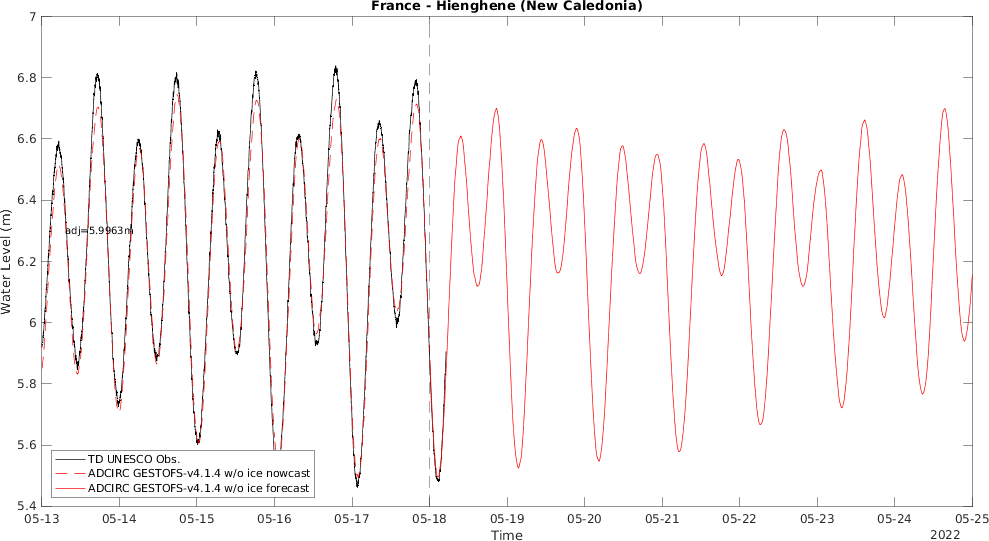 France - Hienghene (New Caledonia)
7
6.8
6.6
6.4
6.2
6
5.8
5.6
5.4
Water Level (m)
adj=5.9963m
TD UNESCO Obs.
ADCIRC GESTOFS-v4.1.4 w/o ice nowcast
ADCIRC GESTOFS-v4.1.4 w/o ice forecast
05-13 05-14 05-15 05-16 05-17 05-18 05-19 05-20 05-21 05-22 05-23 05-24 05-25
Time
2022